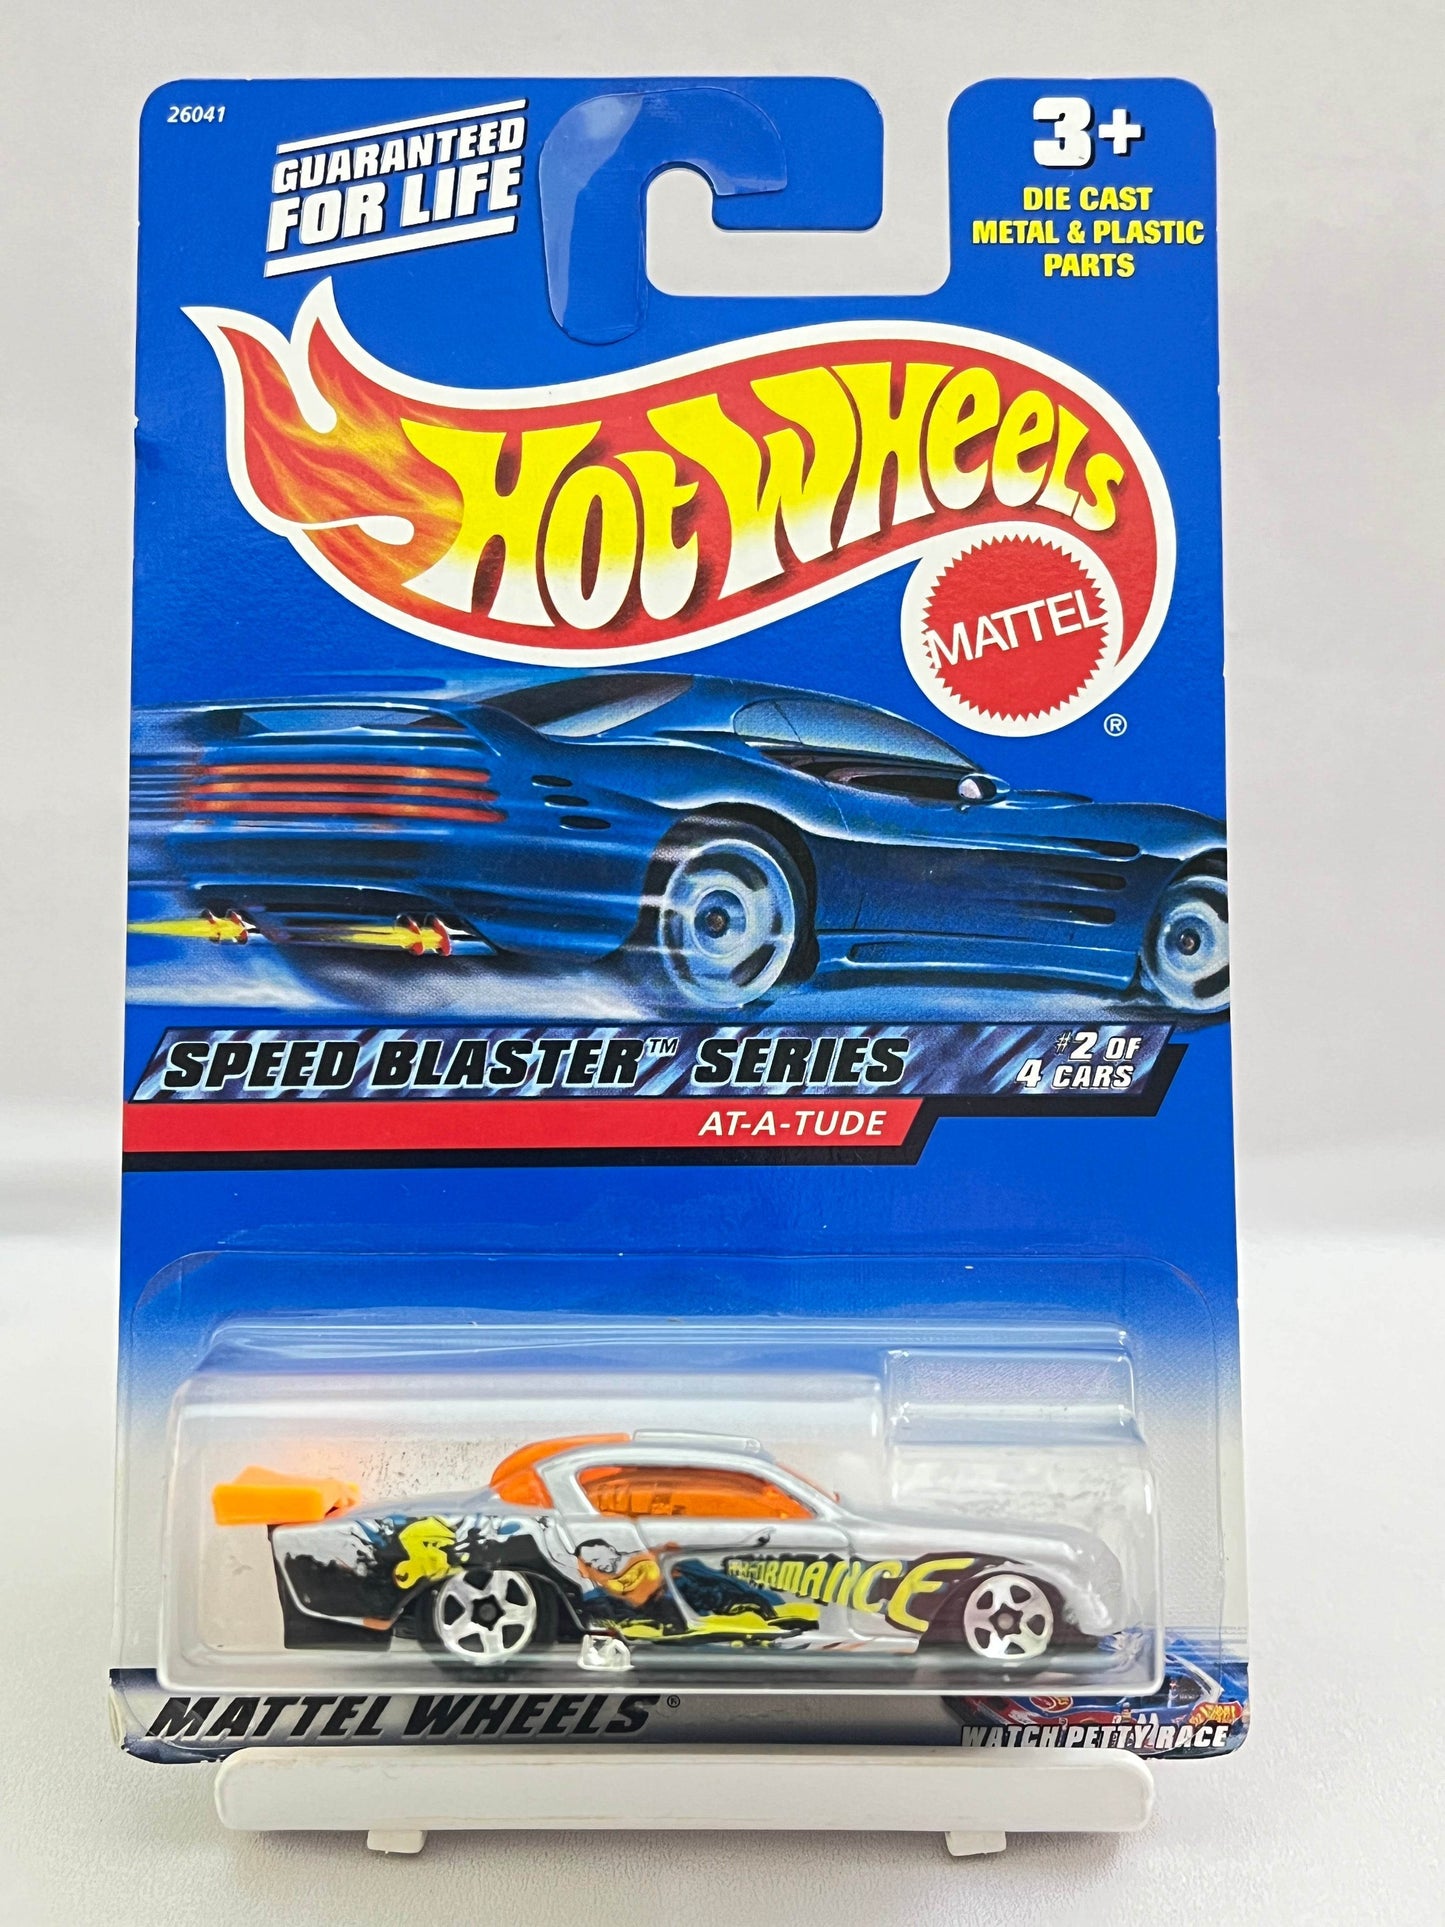 26041
GUARANTEED
FOR LIFE
3+
DIE CAST
METAL & PLASTIC
PARTS
HOT WHEELS
MATTEL
®
SPEED BLASTER™ SERIES
#2 OF
4 CARS
AT-A-TUDE
PERFORMANCE
MATTEL WHEELS®
WATCH PETTY RACE